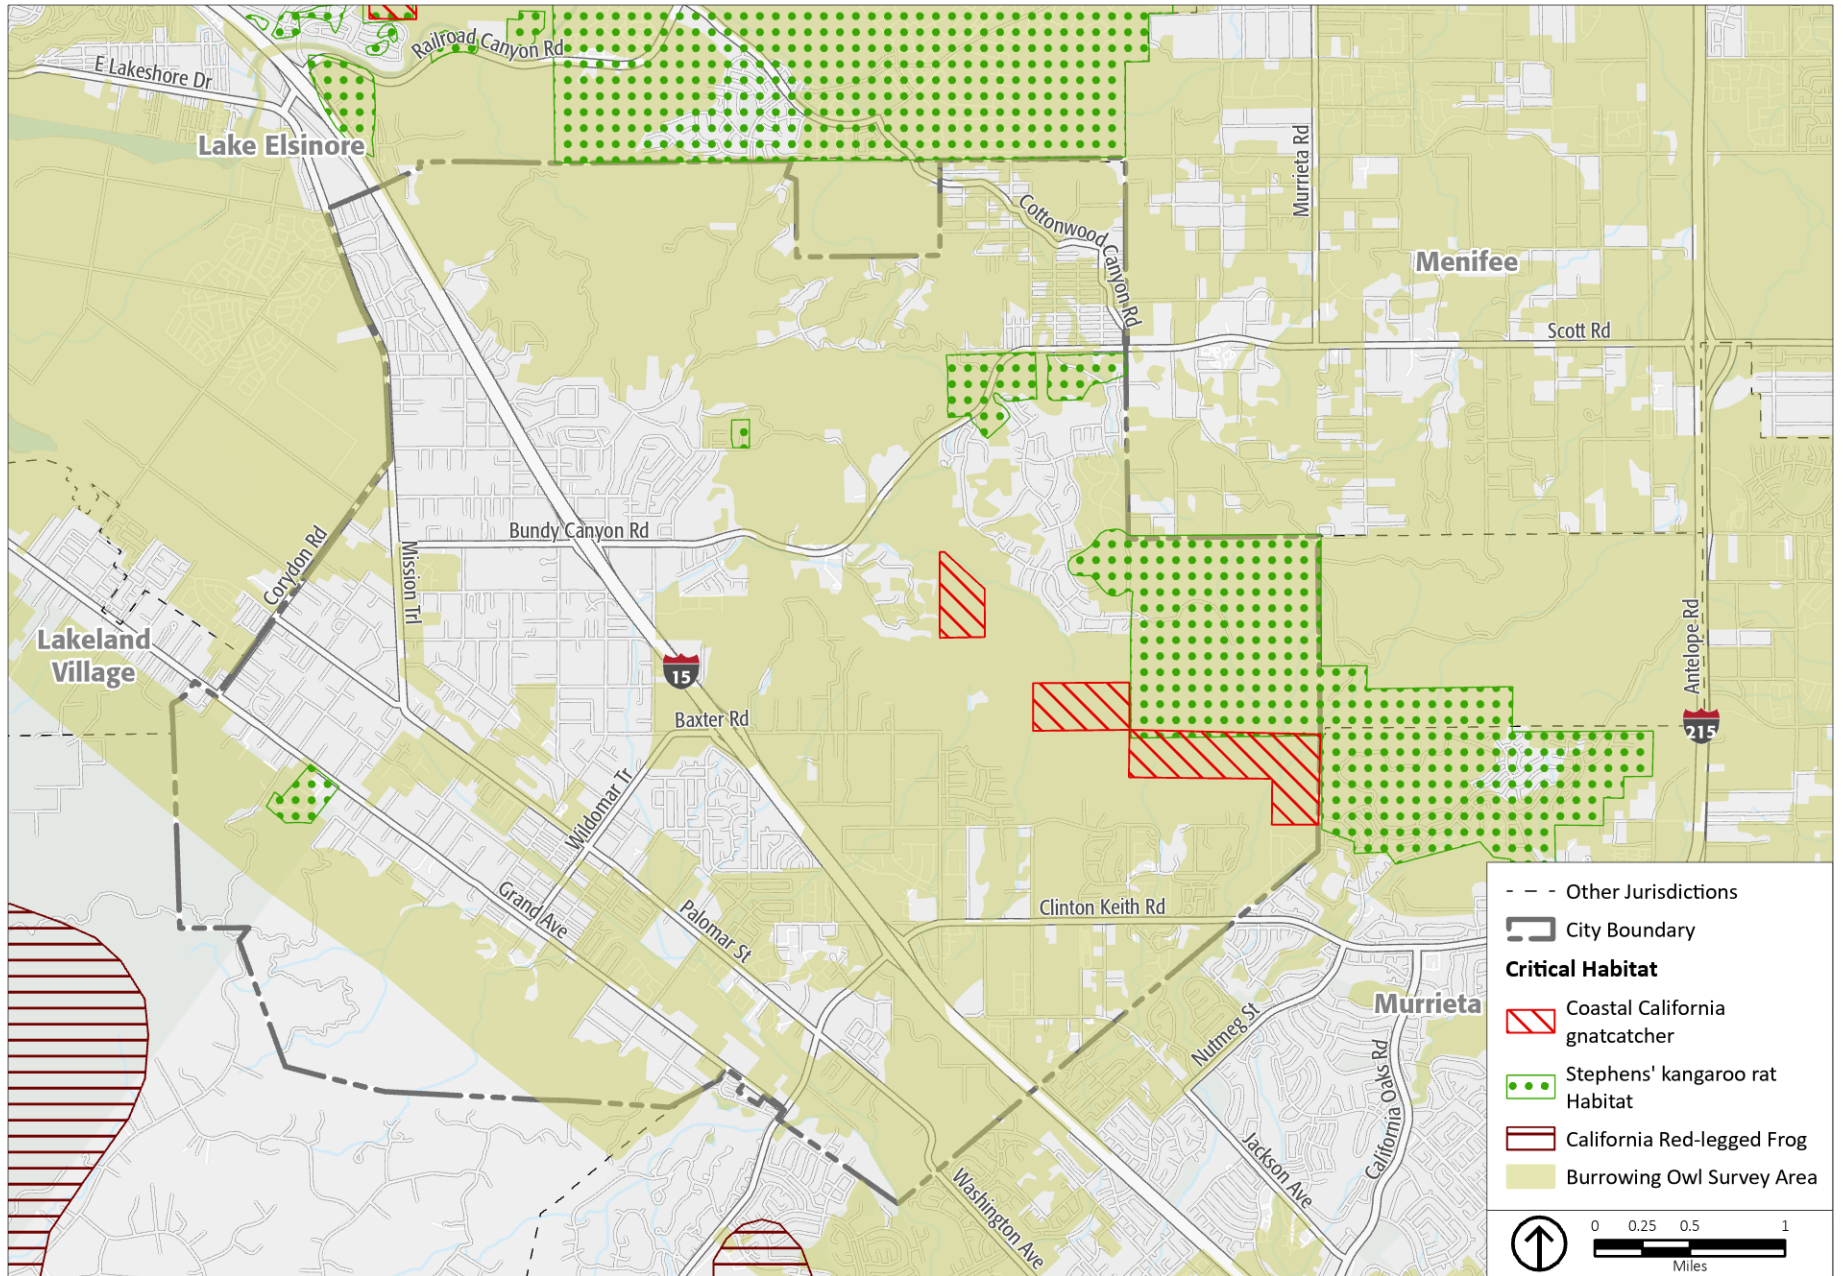 Railroad Canyon Rd
E Lakeshore Dr
Lake Elsinore
Murrieta Rd
Cottonwood Canyon Rd
Menifee
Scott Rd
Bundy Canyon Rd
Corydon Rd
Mission Trl
Lakeland
Village
15
Antelope Rd
215
Baxter Rd
Wildomar Tr
Grand Ave
Palomar St
Clinton Keith Rd
Murrieta
Nutmeg St
California Oaks Rd
Jackson Ave
Washington Ave
Other Jurisdictions
City Boundary
Critical Habitat
Coastal California
gnatcatcher
Stephens' kangaroo rat
Habitat
California Red-legged Frog
Burrowing Owl Survey Area
0 0.25 0.5 1
Miles